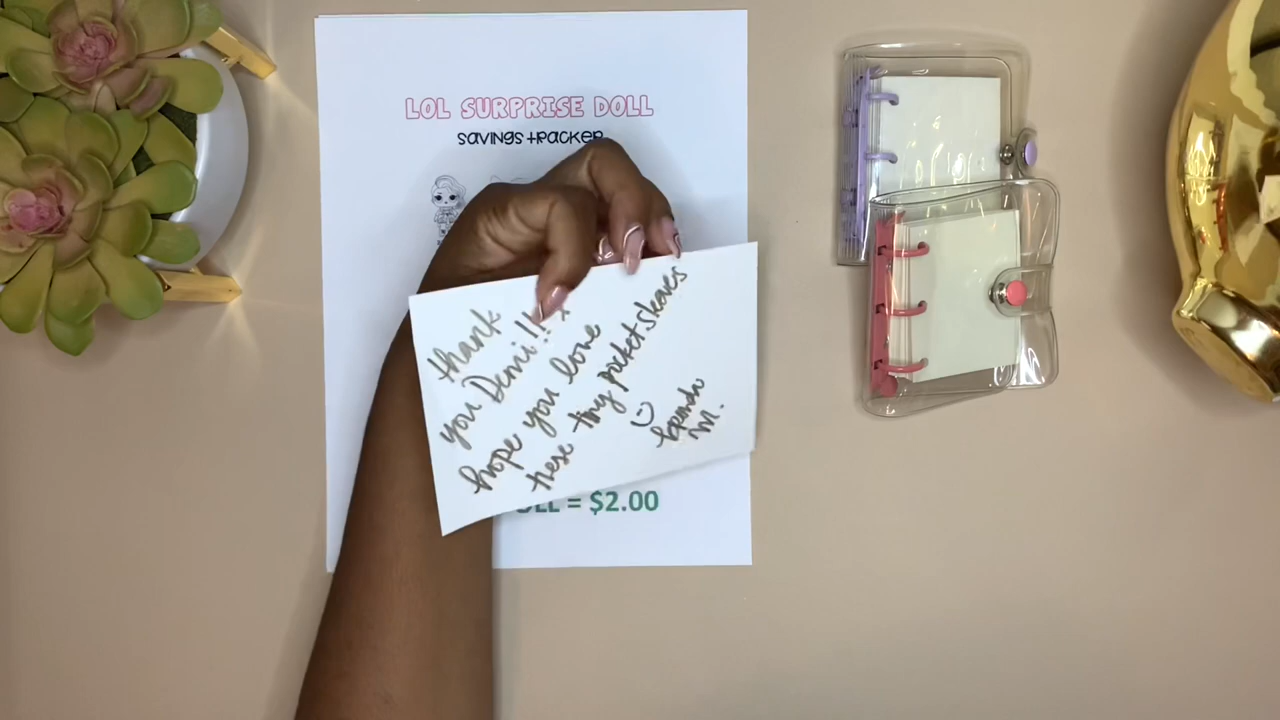 LOL SURPRISE DOLL
savings tracker
thank
you Demi!! +
hope you love
these tiny pocket sleeves
☺
M.
= $2.00